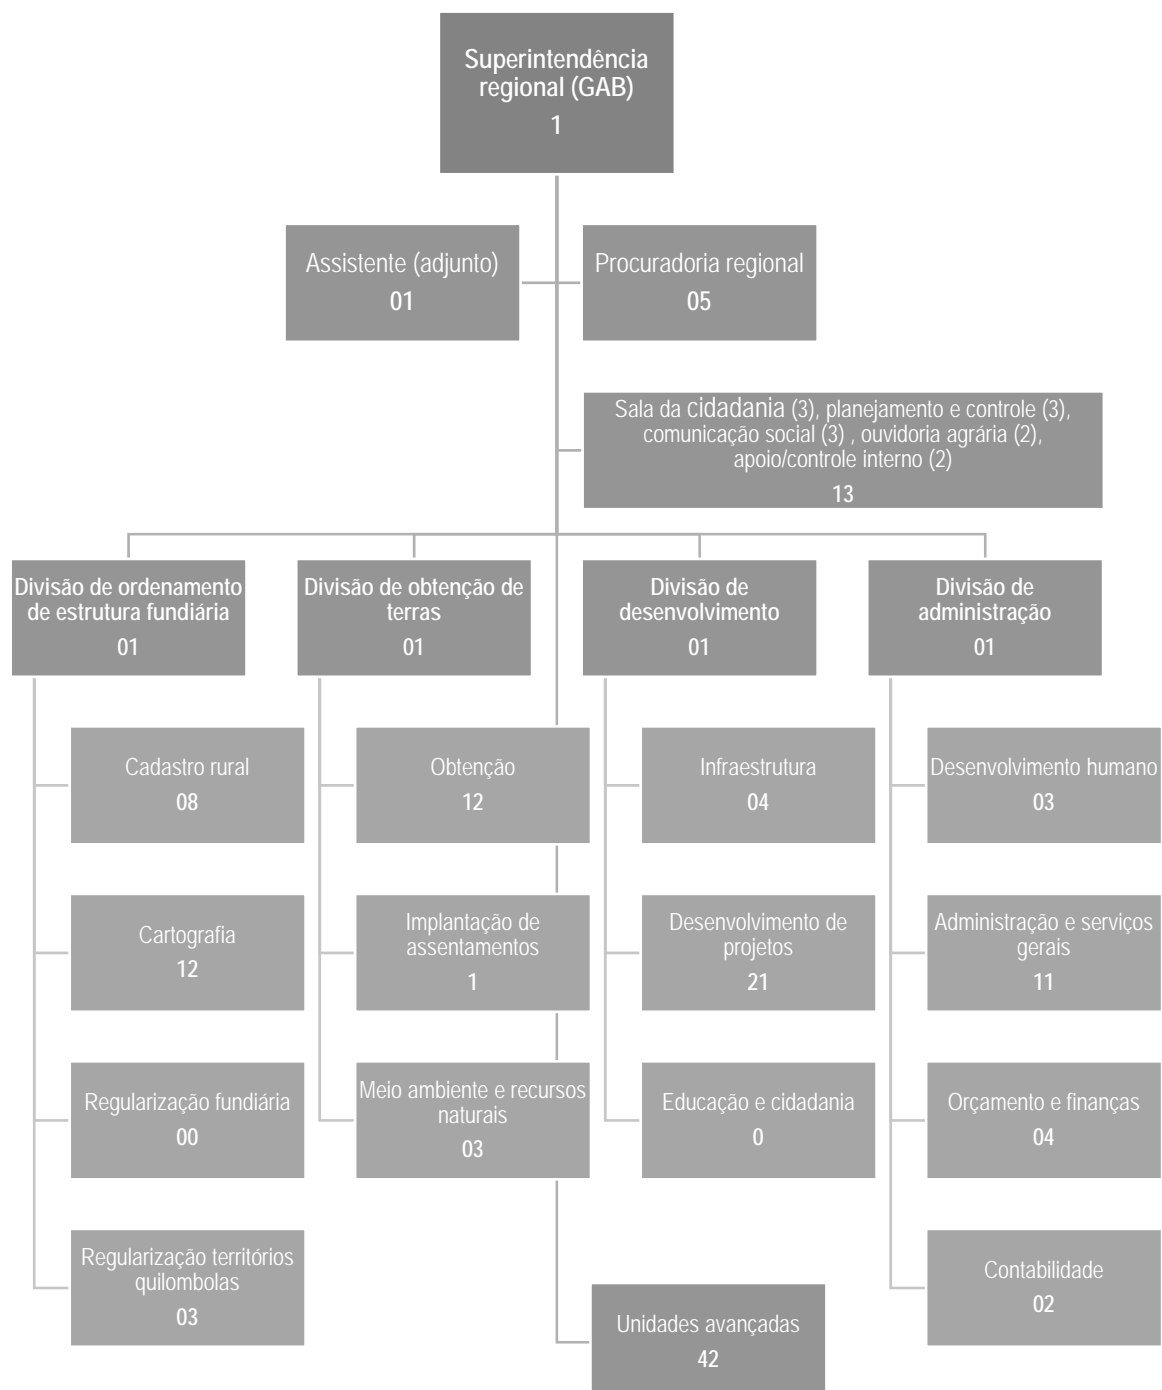 Superintendência
regional (GAB)
1
Assistente (adjunto)
01
Procuradoria regional
05
Sala da cidadania (3), planejamento e controle (3),
comunicação social (3) , ouvidoria agrária (2),
apoio/controle interno (2)
13
Divisão de ordenamento
de estrutura fundiária
01
Divisão de obtenção de
terras
01
Divisão de
desenvolvimento
01
Divisão de
administração
01
Cadastro rural
08
Obtenção
12
Infraestrutura
04
Desenvolvimento humano
03
Cartografia
12
Implantação de
assentamentos
1
Desenvolvimento de
projetos
21
Administração e serviços
gerais
11
Regularização fundiária
00
Meio ambiente e recursos
naturais
03
Educação e cidadania
0
Orçamento e finanças
04
Regularização territórios
quilombolas
03
Contabilidade
02
Unidades avançadas
42